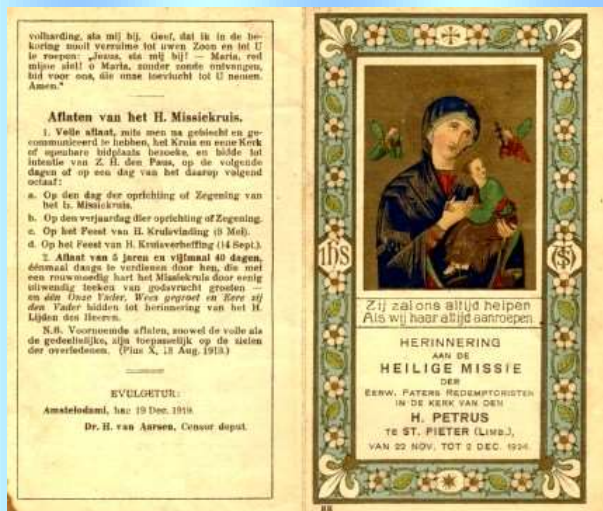 volharding, sta mij bij. Geef, dat ik in de be-
koring nooit verzuime tot uwen Zoon en tot U
te roepen: „Jezus, sta mij bij! — Maria, red
mijne ziel! o Maria, zonder zonde ontvangen,
bid voor ons, die onze toevlucht tot U nemen.
Amen."
Aflaten van het H. Missiekruis.
1. Volle aflaat, mits men na gebiecht en ge-
communiceerd te hebben, het Kruis en eene Kerk
of openbare bidplaats bezoeke, en bidde tot
intentie van Z. H. den Paus, op de volgende
dagen of op een dag van het daarop volgend
octaaf:
a. Op den dag der oprichting of Zegening van
het H. Missiekruis.
b. Op den verjaardag dier oprichting of Zegening.
c. Op het Feest van H. Kruisvinding (3 Mei).
d. Op het Feest van H. Kruisverheffing (14 Sept.).
2. Aflaat van 5 jaren en vijfmaal 40 dagen,
éénmaal daags te verdienen door hen, die met
een rouwmoedig hart het Missiekruis door eenig
uitwendig teeken van godsvrucht groeten —
en één Onze Vader, Wees gegroet en Eere zij
den Vader bidden tot herinnering van het H.
Lijden des Heeren.
N.B. Voornoemde aflaten, zoowel de volle als
de gedeeltelijke, zijn toepasselijk op de zielen
der overledenen. (Pius X, 13 Aug. 1913.)
EVULGETUR:
Amstelodami, hac 19 Dec. 1919.
Dr. H. van Aarsen, Censor deput.
IHS
Zij zal ons altijd helpen
Als wij haar altijd aanroepen
HERINNERING
AAN DE
HEILIGE MISSIE
DER
EERW. PATERS REDEMPTORISTEN
IN DE KERK VAN DEN
H. PETRUS
TE ST. PIETER (LIMB.),
VAN 22 NOV. TOT 2 DEC. 1924.